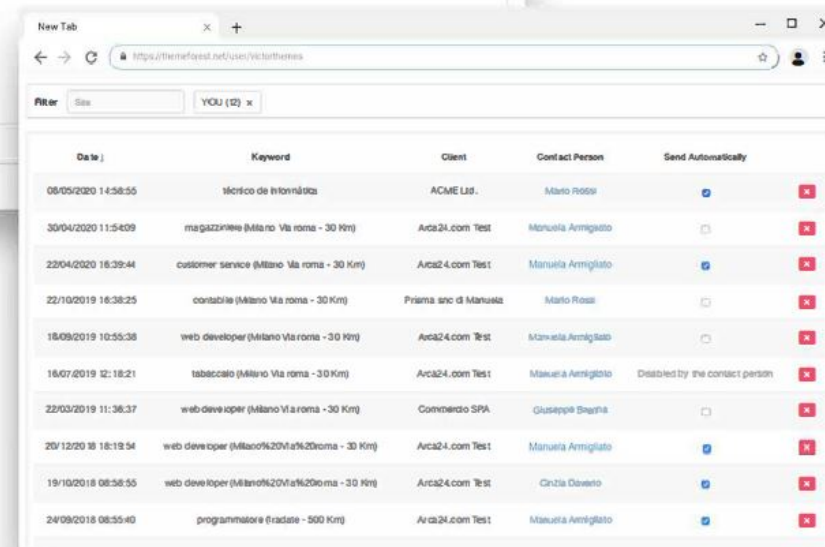 New Tab
https://themeforest.net/user/victorthemes
Filter YOU (12) ×
Date Keyword Client Contact Person Send Automatically
08/05/2020 14:58:55 técnico de informática ACME Ltd. Mario Rossi
30/04/2020 11:54:09 magazziniere (Milano Via roma - 30 Km) Arca24.com Test Manuela Armigliato
22/04/2020 16:39:44 customer service (Milano Via roma - 30 Km) Arca24.com Test Manuela Armigliato
22/10/2019 16:38:25 contabile (Milano Via roma - 30 Km) Prisma snc di Manuela Mario Rossi
18/09/2019 10:55:38 web developer (Milano Via roma - 30 Km) Arca24.com Test Manuela Armigliato
16/07/2019 12:18:21 tabaccaio (Milano Via roma - 30 Km) Arca24.com Test Manuela Armigliato Disabled by the contact person
22/03/2019 11:36:37 web developer (Milano Via roma - 30 Km) Commercio SPA Giuseppe
20/12/2018 18:19:54 web developer (Milano%20Via%20roma - 30 Km) Arca24.com Test Manuela Armigliato
19/10/2018 08:58:55 web developer (Milano%20Via%20roma - 30 Km) Arca24.com Test Cinzia Daverio
24/09/2018 08:55:40 programmatore (tradate - 500 Km) Arca24.com Test Manuela Armigliato